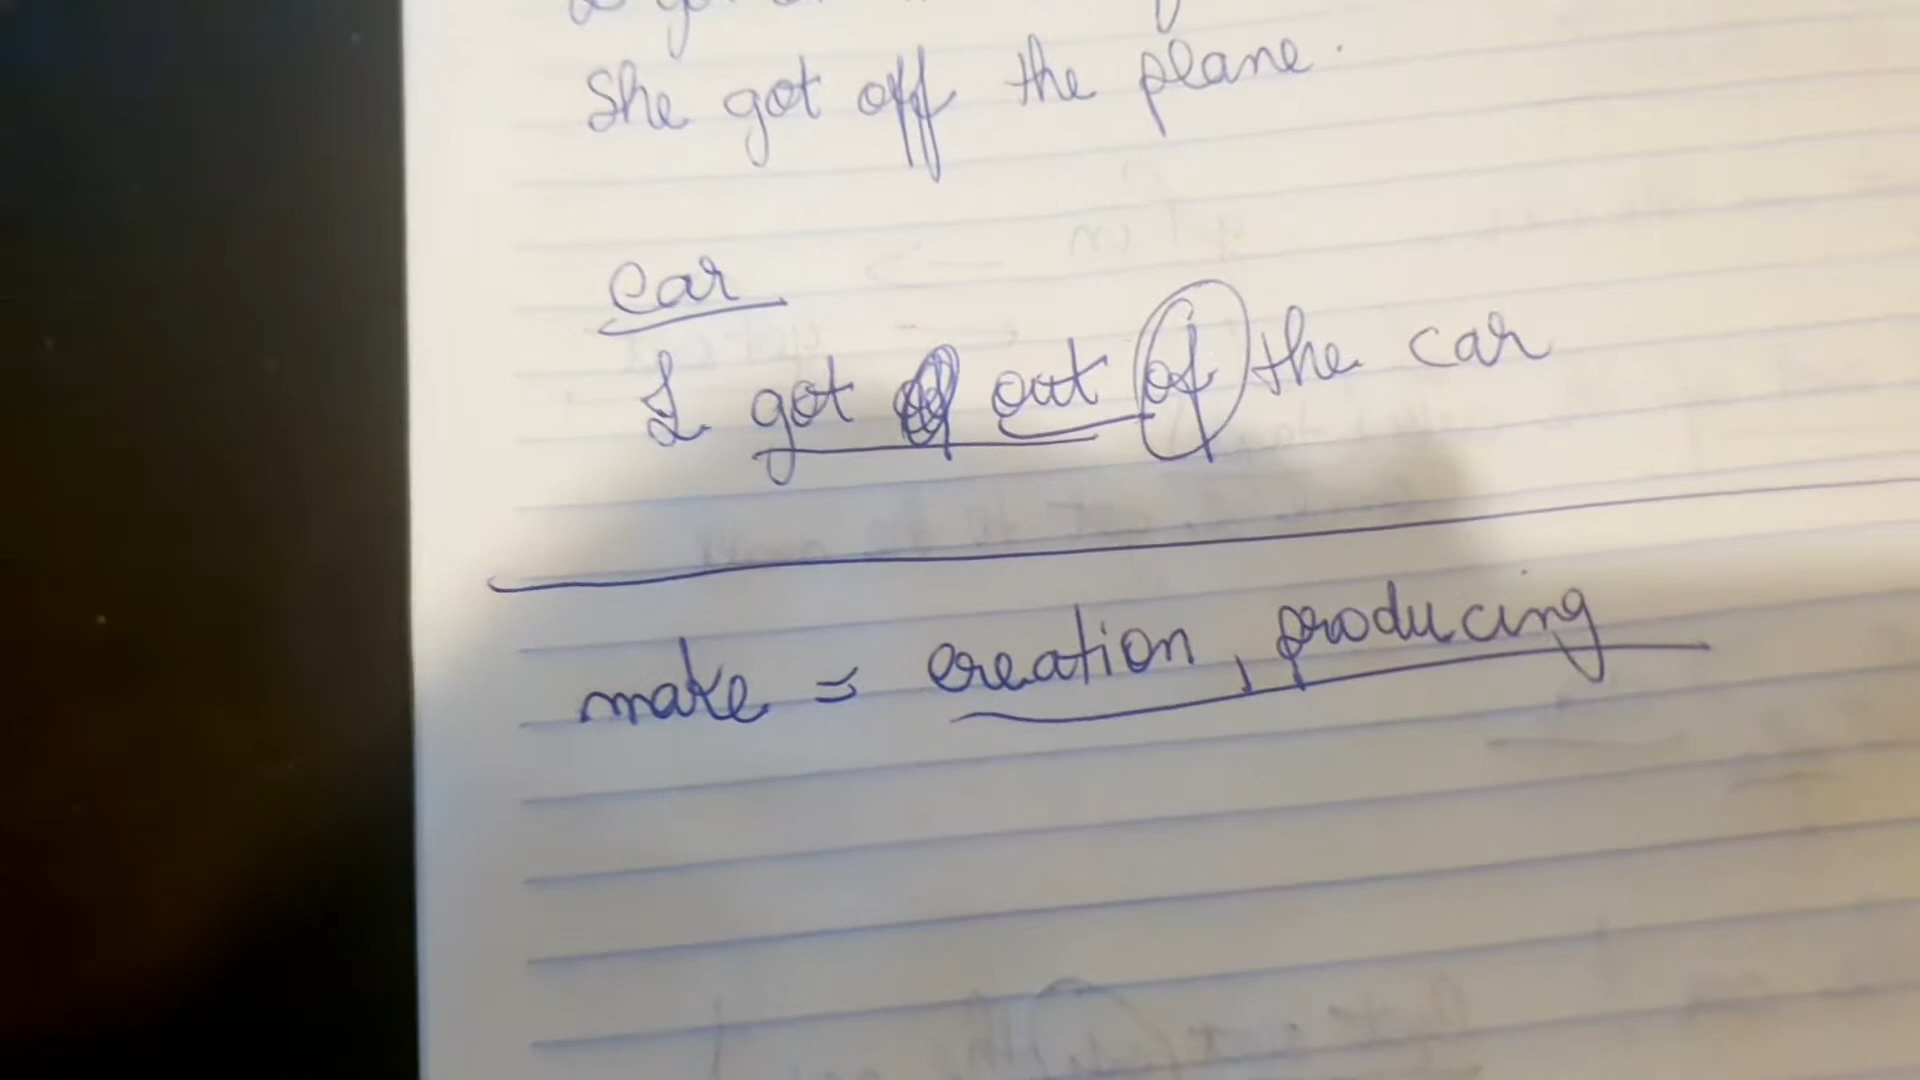 She got off the plane.
car
I got out of the car
make = creation, producing